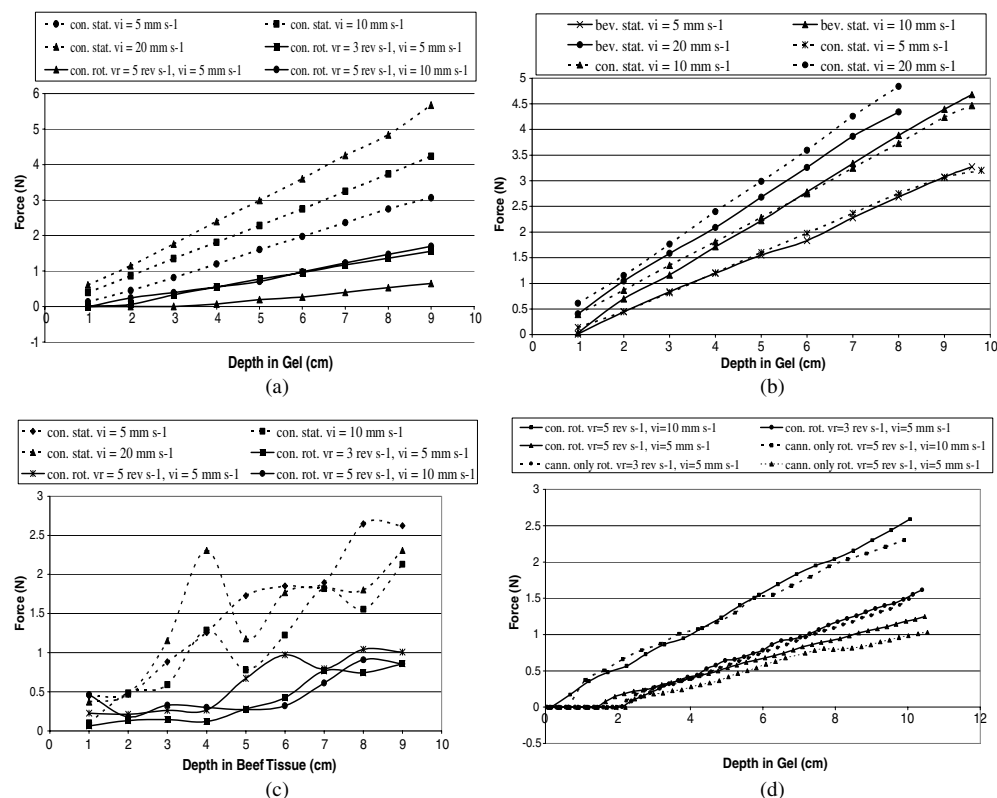 con. stat. vi = 5 mm s-1 con. stat. vi = 10 mm s-1
con. stat. vi = 20 mm s-1 con. rot. vr = 3 rev s-1, vi = 5 mm s-1
con. rot. vr = 5 rev s-1, vi = 5 mm s-1 con. rot. vr = 5 rev s-1, vi = 10 mm s-1
6
5
4
3
2
1
0
-1
0 1 2 3 4 5 6 7 8 9 10
Force (N)
Depth in Gel (cm)
(a)
bev. stat. vi = 5 mm s-1 bev. stat. vi = 10 mm s-1
bev. stat. vi = 20 mm s-1 con. stat. vi = 5 mm s-1
con. stat. vi = 10 mm s-1 con. stat. vi = 20 mm s-1
5
4.5
4
3.5
3
2.5
2
1.5
1
0.5
0
0 1 2 3 4 5 6 7 8 9 10
Force (N)
Depth in Gel (cm)
(b)
con. stat. vi = 5 mm s-1 con. stat. vi = 10 mm s-1
con. stat. vi = 20 mm s-1 con. rot. vr = 3 rev s-1, vi = 5 mm s-1
con. rot. vr = 5 rev s-1, vi = 5 mm s-1 con. rot. vr = 5 rev s-1, vi = 10 mm s-1
3
2.5
2
1.5
1
0.5
0
0 1 2 3 4 5 6 7 8 9 10
Force (N)
Depth in Beef Tissue (cm)
(c)
con. rot. vr=5 rev s-1, vi=10 mm s-1 con. rot. vr=3 rev s-1, vi=5 mm s-1
con. rot. vr=5 rev s-1, vi=5 mm s-1 cann. only rot. vr=5 rev s-1, vi=10 mm s-1
cann. only rot. vr=3 rev s-1, vi=5 mm s-1 cann. only rot. vr=5 rev s-1, vi=5 mm s-1
3
2.5
2
1.5
1
0.5
0
-0.5
0 2 4 6 8 10 12
Force (N)
Depth in Gel (cm)
(d)